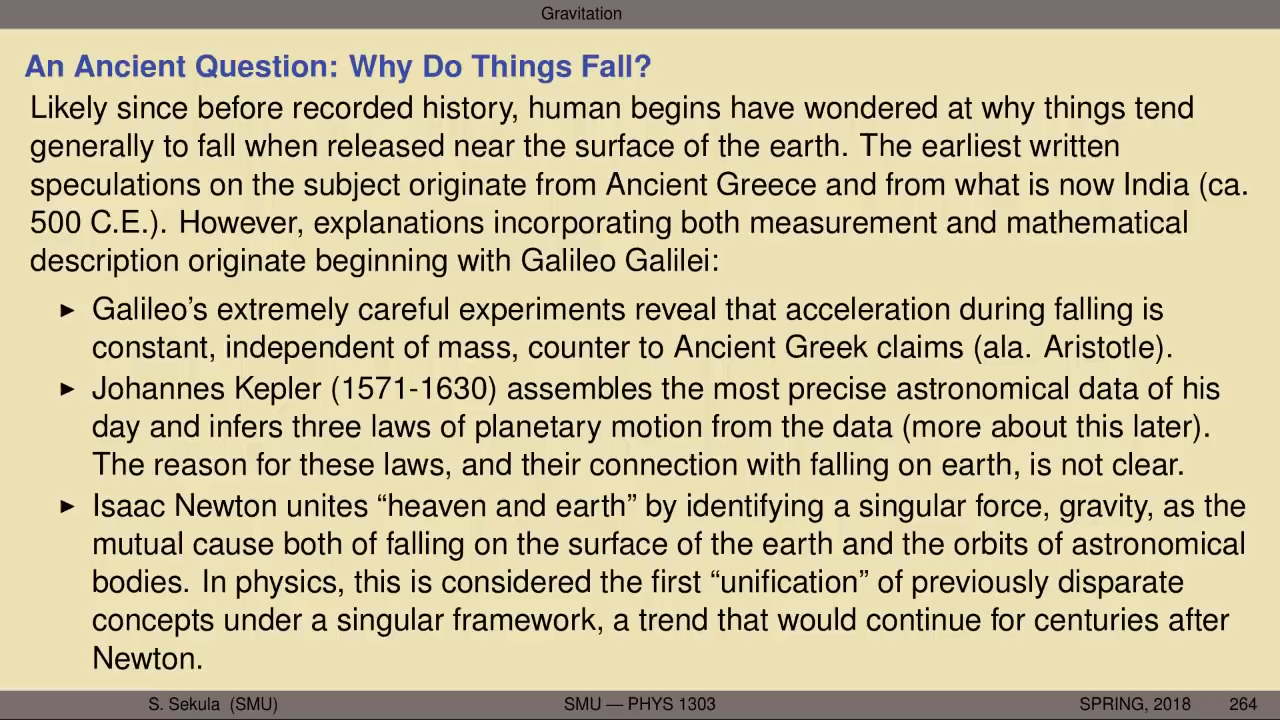 Gravitation
An Ancient Question: Why Do Things Fall?
Likely since before recorded history, human begins have wondered at why things tend
generally to fall when released near the surface of the earth. The earliest written
speculations on the subject originate from Ancient Greece and from what is now India (ca.
500 C.E.). However, explanations incorporating both measurement and mathematical
description originate beginning with Galileo Galilei:
▶ Galileo's extremely careful experiments reveal that acceleration during falling is
constant, independent of mass, counter to Ancient Greek claims (ala. Aristotle).
▶ Johannes Kepler (1571-1630) assembles the most precise astronomical data of his
day and infers three laws of planetary motion from the data (more about this later).
The reason for these laws, and their connection with falling on earth, is not clear.
▶ Isaac Newton unites “heaven and earth” by identifying a singular force, gravity, as the
mutual cause both of falling on the surface of the earth and the orbits of astronomical
bodies. In physics, this is considered the first “unification” of previously disparate
concepts under a singular framework, a trend that would continue for centuries after
Newton.
S. Sekula (SMU) SMU — PHYS 1303 SPRING, 2018 264